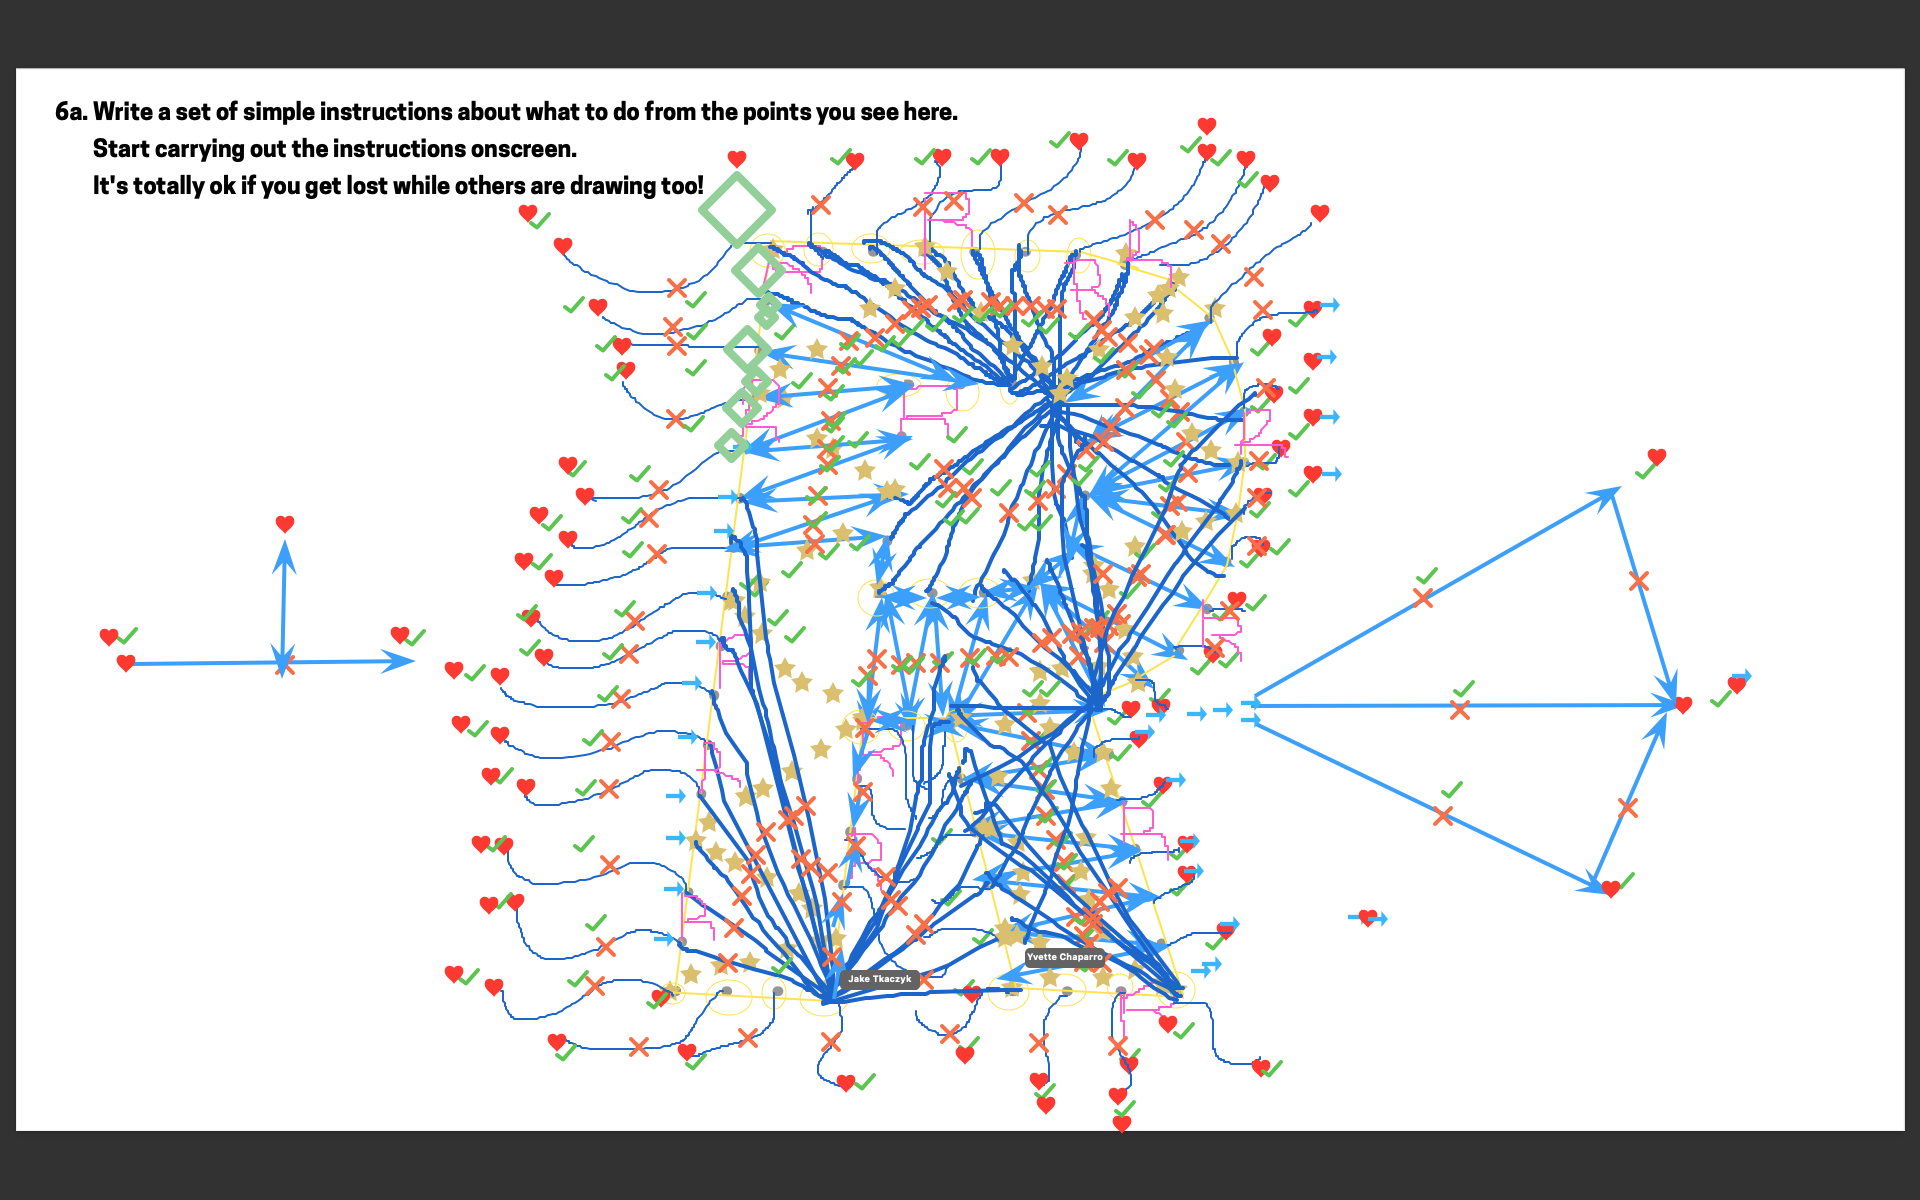 6a. Write a set of simple instructions about what to do from the points you see here.
Start carrying out the instructions onscreen.
It's totally ok if you get lost while others are drawing too!
Yvette Chaparro
Jake Tkaczyk